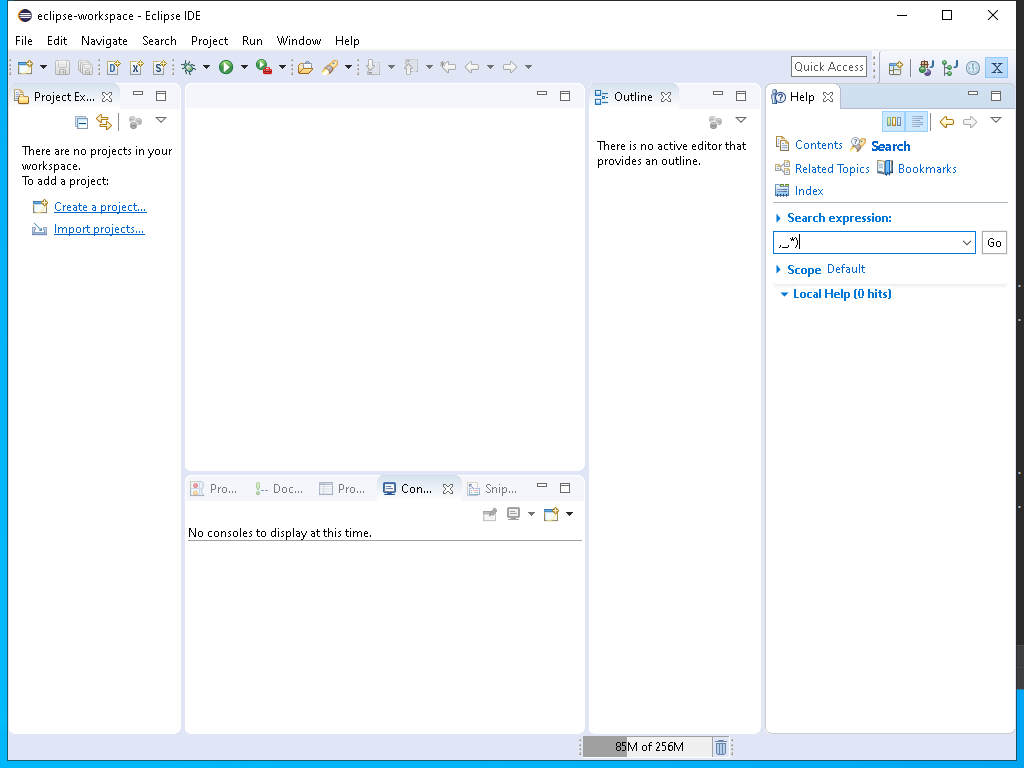 eclipse-workspace - Eclipse IDE
File Edit Navigate Search Project Run Window Help
Quick Access
Project Ex...
There are no projects in your
workspace.
To add a project:
Create a project...
Import projects...
Outline
There is no active editor that
provides an outline.
Help
Contents Search
Related Topics Bookmarks
Index
Search expression:
,_*) Go
Scope Default
Local Help (0 hits)
Pro... Doc... Pro... Con... Snip...
No consoles to display at this time.
85M of 256M